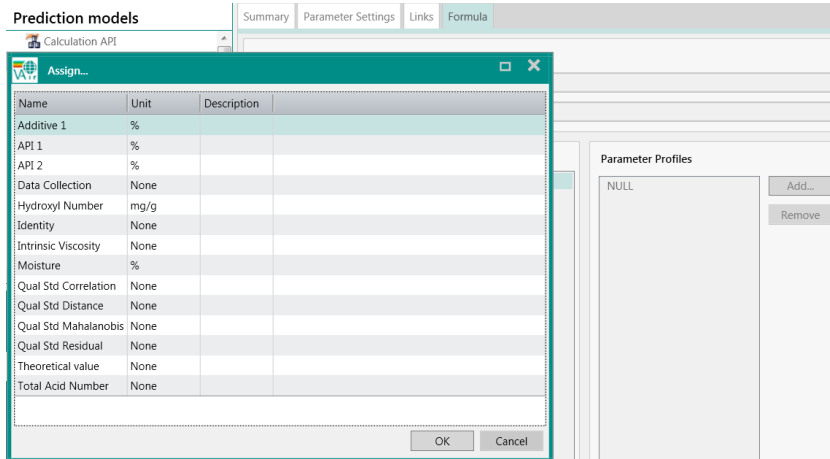 Prediction models
Summary Parameter Settings Links Formula
Calculation API
Assign...
Name Unit Description
Additive 1 %
API 1 %
API 2 %
Data Collection None
Hydroxyl Number mg/g
Identity None
Intrinsic Viscosity None
Moisture %
Qual Std Correlation None
Qual Std Distance None
Qual Std Mahalanobis None
Qual Std Residual None
Theoretical value None
Total Acid Number None
OK Cancel
Parameter Profiles
NULL
Add...
Remove